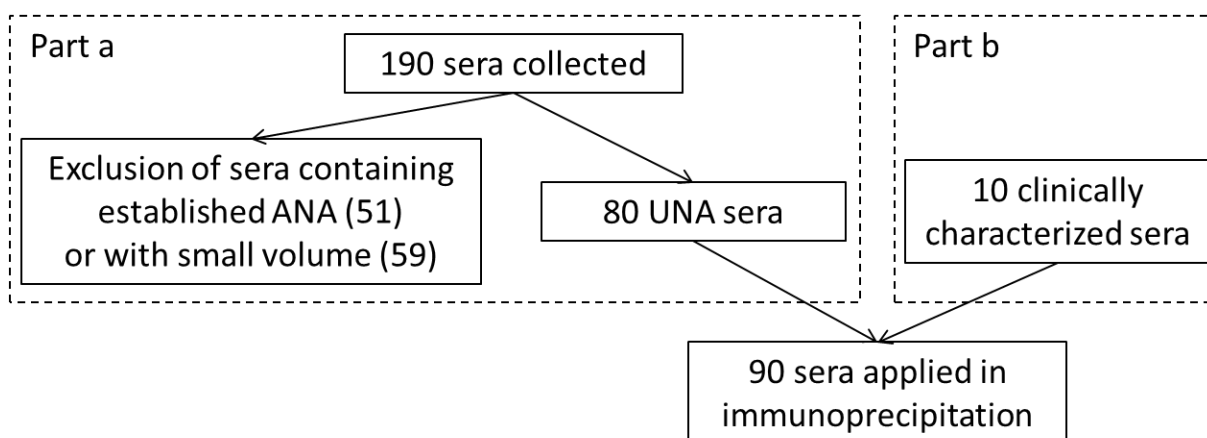 Part a
190 sera collected
Exclusion of sera containing
established ANA (51)
or with small volume (59)
80 UNA sera
Part b
10 clinically
characterized sera
90 sera applied in
immunoprecipitation